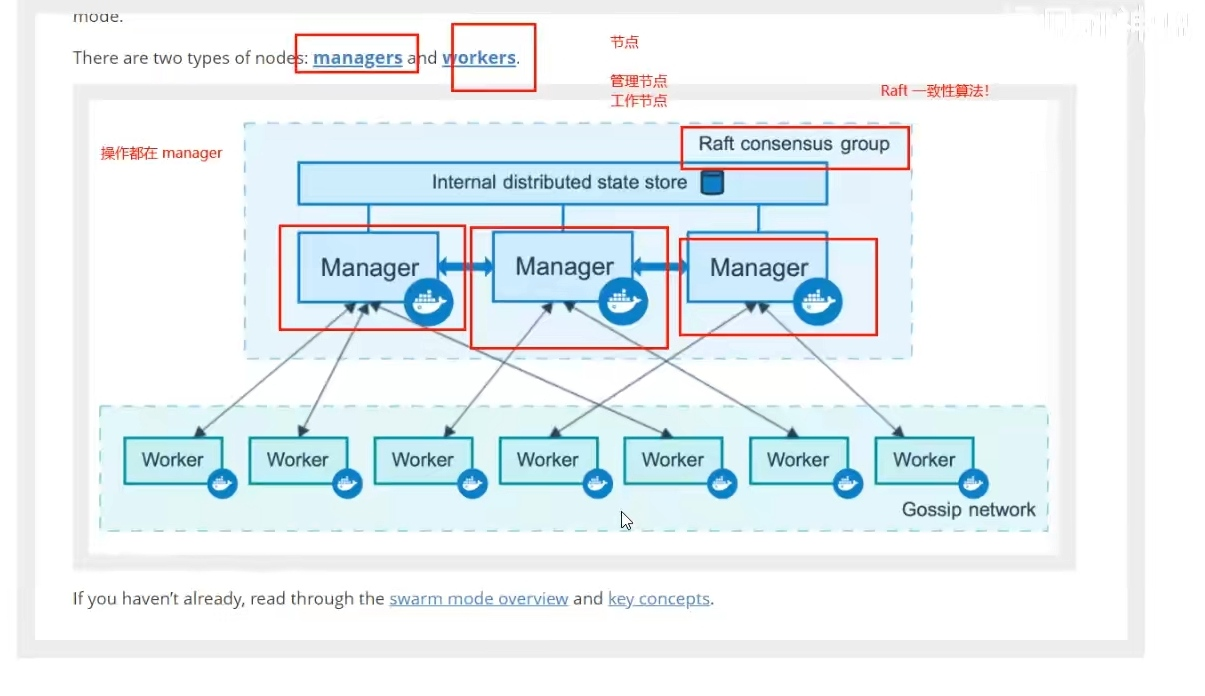 mode.
There are two types of nodes: managers and workers.
节点
管理节点
工作节点
Raft 一致性算法！
操作都在 manager
Raft consensus group
Internal distributed state store
Manager
Manager
Manager
Worker
Worker
Worker
Worker
Worker
Worker
Worker
Gossip network
If you haven’t already, read through the swarm mode overview and key concepts.